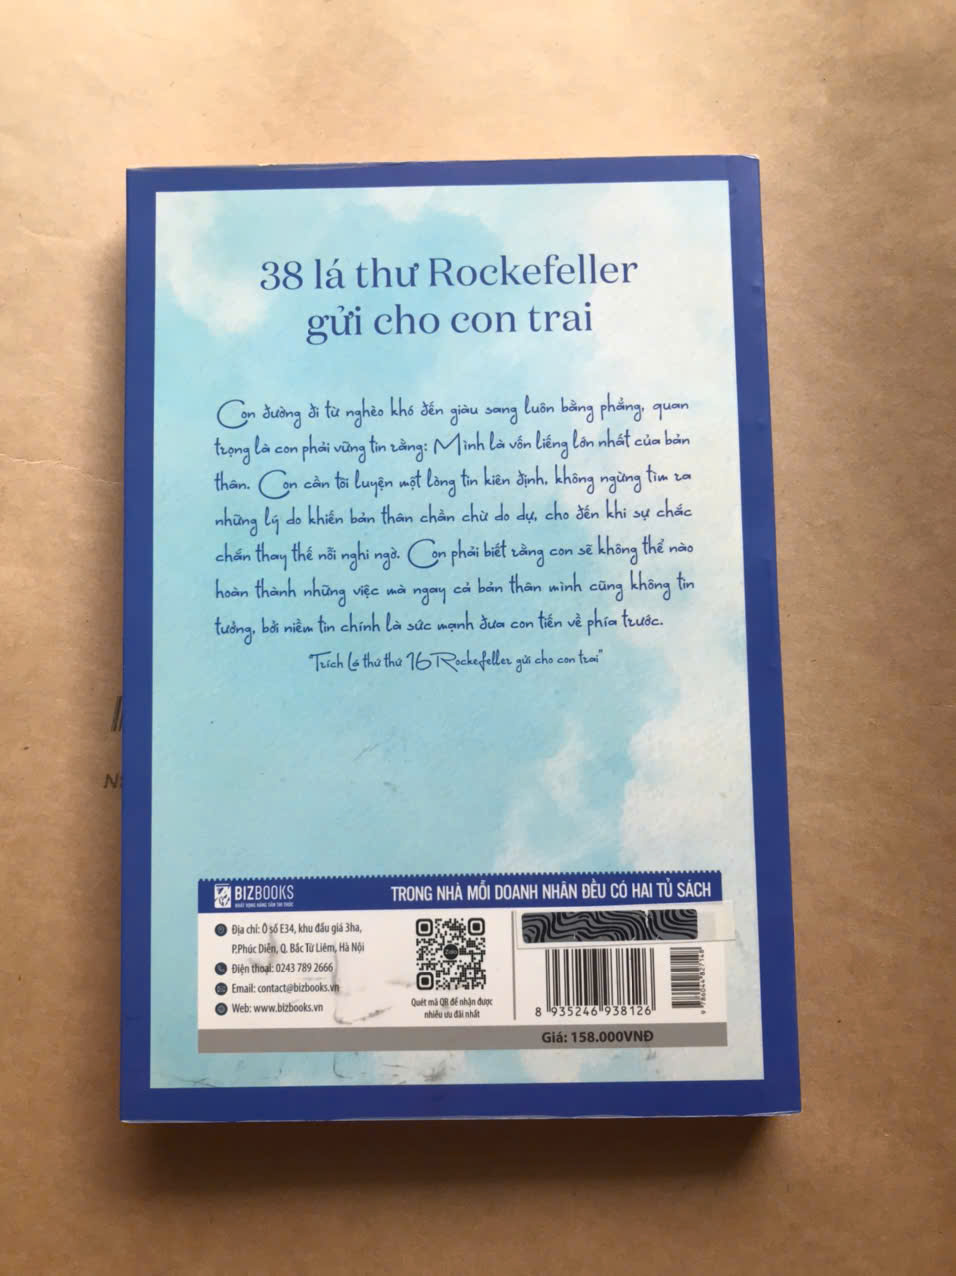 38 lá thư Rockefeller
gửi cho con trai
Con đường đi từ nghèo khó đến giàu sang luôn bằng phẳng, quan
trọng là con phải vững tin rằng: Mình là vốn liếng lớn nhất của bản
thân. Con cần tôi luyện một lòng tin kiên định, không ngừng tìm ra
những lý do khiến bản thân chần chừ do dự, cho đến khi sự chắc
chắn thay thế nỗi nghi ngờ. Con phải biết rằng con sẽ không thể nào
hoàn thành những việc mà ngay cả bản thân mình cũng không tin
tưởng, bởi niềm tin chính là sức mạnh đưa con tiến về phía trước.
"Trích Lá thứ thứ 16 Rockefeller gửi cho con trai"
BIZBOOKS
TRONG NHÀ MỖI DOANH NHÂN ĐỀU CÓ HAI TỦ SÁCH
Địa chỉ: Ô số E34, khu đấu giá 3ha,
P.Phúc Diễn, Q. Bắc Từ Liêm, Hà Nội
Điện thoại: 0243 789 2666
Email: contact@bizbooks.vn
Web: www.bizbooks.vn
Quét mã QR để nhận được
nhiều ưu đãi nhất
8 935246 938126
9 786044 827148
Giá: 158.000VNĐ